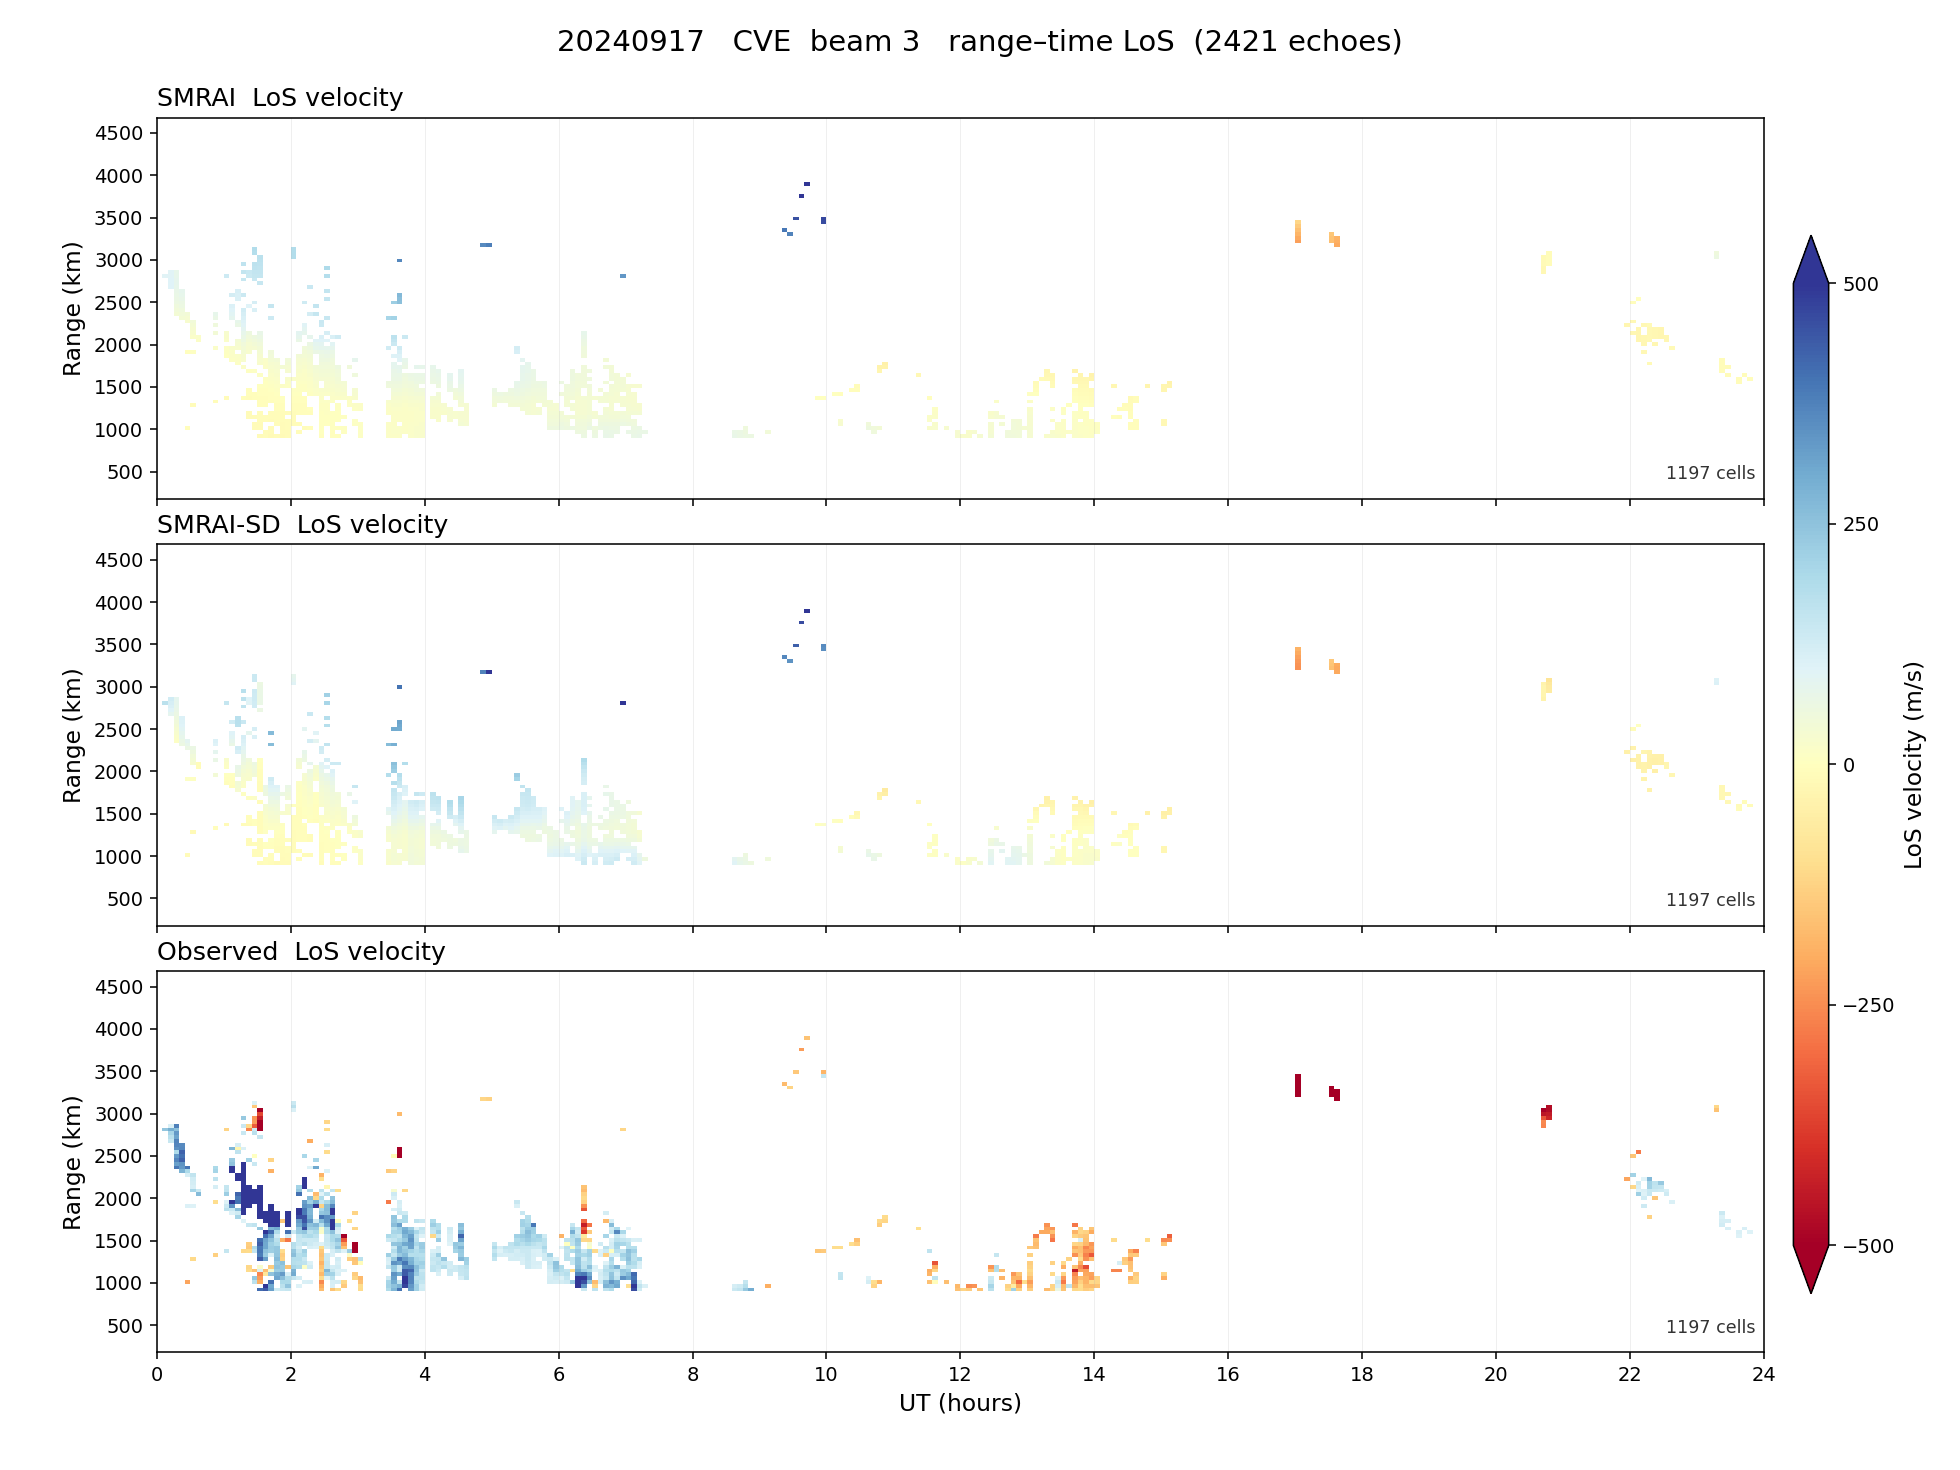 20240917   CVE  beam 3   range–time LoS  (2421 echoes)
SMRAI  LoS velocity
4500
4000
3500
3000
2500
2000
1500
1000
500
Range (km)
1197 cells
SMRAI-SD  LoS velocity
4500
4000
3500
3000
2500
2000
1500
1000
500
Range (km)
1197 cells
Observed  LoS velocity
4500
4000
3500
3000
2500
2000
1500
1000
500
Range (km)
1197 cells
0 2 4 6 8 10 12 14 16 18 20 22 24
UT (hours)
500
250
0
−250
−500
LoS velocity (m/s)